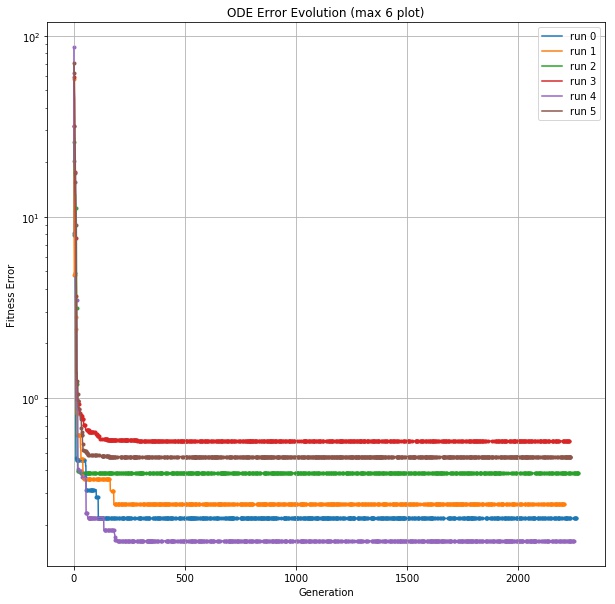 ODE Error Evolution (max 6 plot)
run 0
run 1
run 2
run 3
run 4
run 5
Fitness Error
10²
10¹
10⁰
0
500
1000
1500
2000
Generation